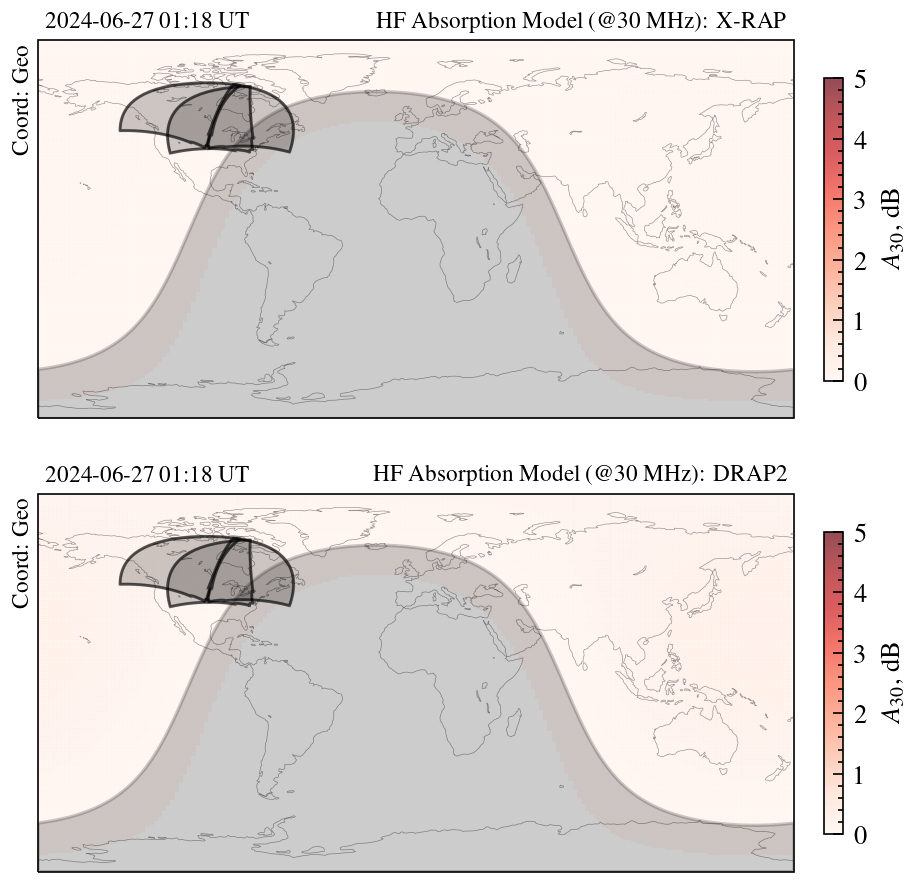 2024-06-27 01:18 UT HF Absorption Model (@30 MHz): X-RAP
Coord: Geo
5
4
3
2
1
0
A30, dB
2024-06-27 01:18 UT HF Absorption Model (@30 MHz): DRAP2
Coord: Geo
5
4
3
2
1
0
A30, dB